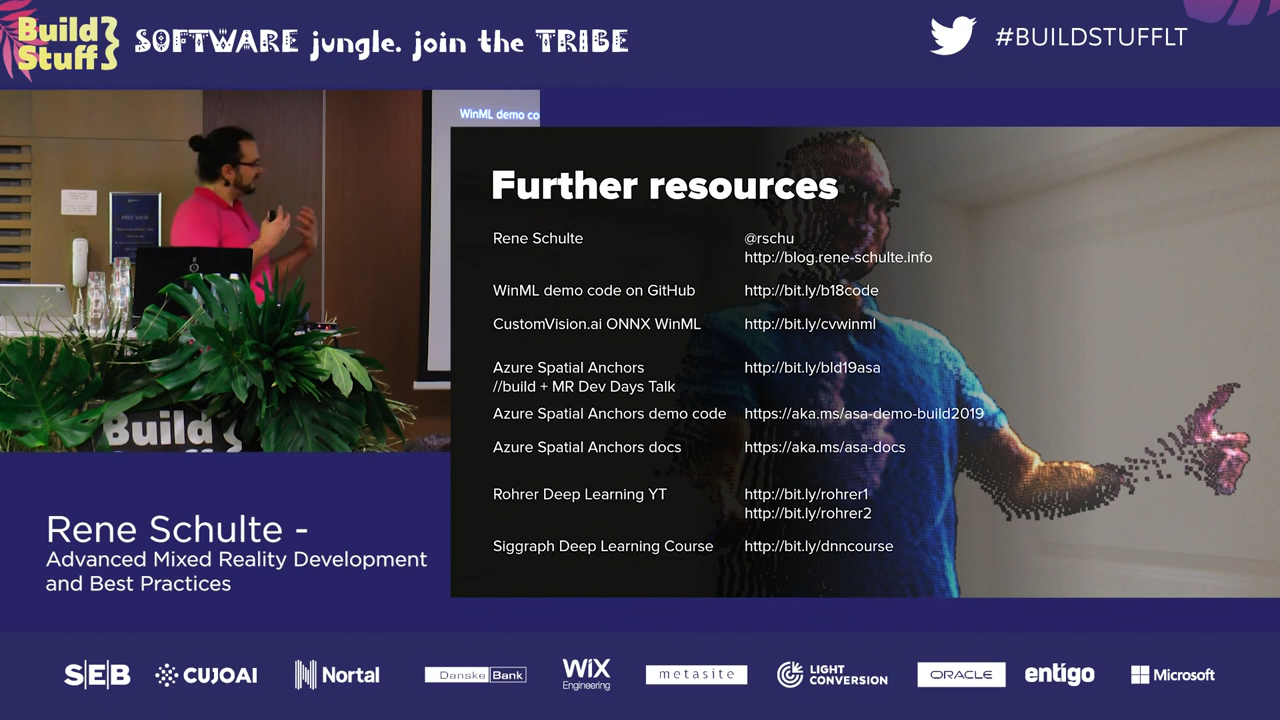 Build Stuff
SOFTWARE jungle. join the TRIBE
#BUILDSTUFFLT
WinML demo co
FREE WIFI
Further resources
Rene Schulte @rschu
http://blog.rene-schulte.info
WinML demo code on GitHub http://bit.ly/b18code
CustomVision.ai ONNX WinML http://bit.ly/cvwinml
Azure Spatial Anchors http://bit.ly/bld19asa
//build + MR Dev Days Talk
Azure Spatial Anchors demo code https://aka.ms/asa-demo-build2019
Azure Spatial Anchors docs https://aka.ms/asa-docs
Rohrer Deep Learning YT http://bit.ly/rohrer1
http://bit.ly/rohrer2
Siggraph Deep Learning Course http://bit.ly/dnncourse
Build
Rene Schulte -
Advanced Mixed Reality Development
and Best Practices
S|E|B CUJOAI Nortal Danske Bank WiX Engineering metasite LIGHT CONVERSION ORACLE entigo Microsoft